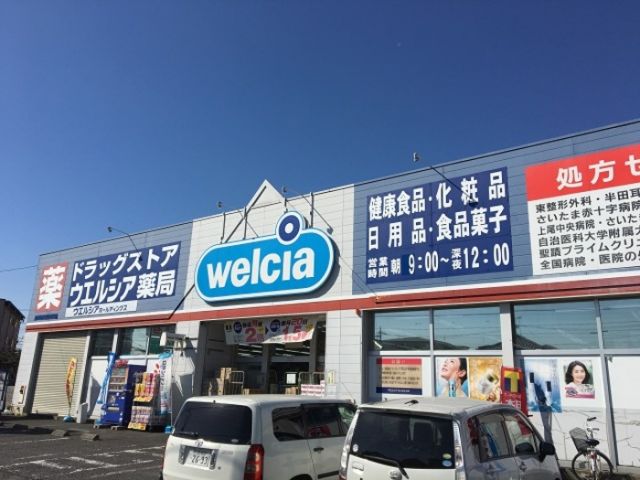 薬
ドラッグストア
ウエルシア薬局
ウエルシアホールディングス
welcia
健康食品・化粧品
日用品・食品菓子
営業時間 朝9:00〜深夜12:00
処方せ
東整形外科・半田耳
さいたま赤十字病院
上尾中央病院・さいた
自治医科大学附属
聖蹟プライムクリ
全国病院・医院の
26-93